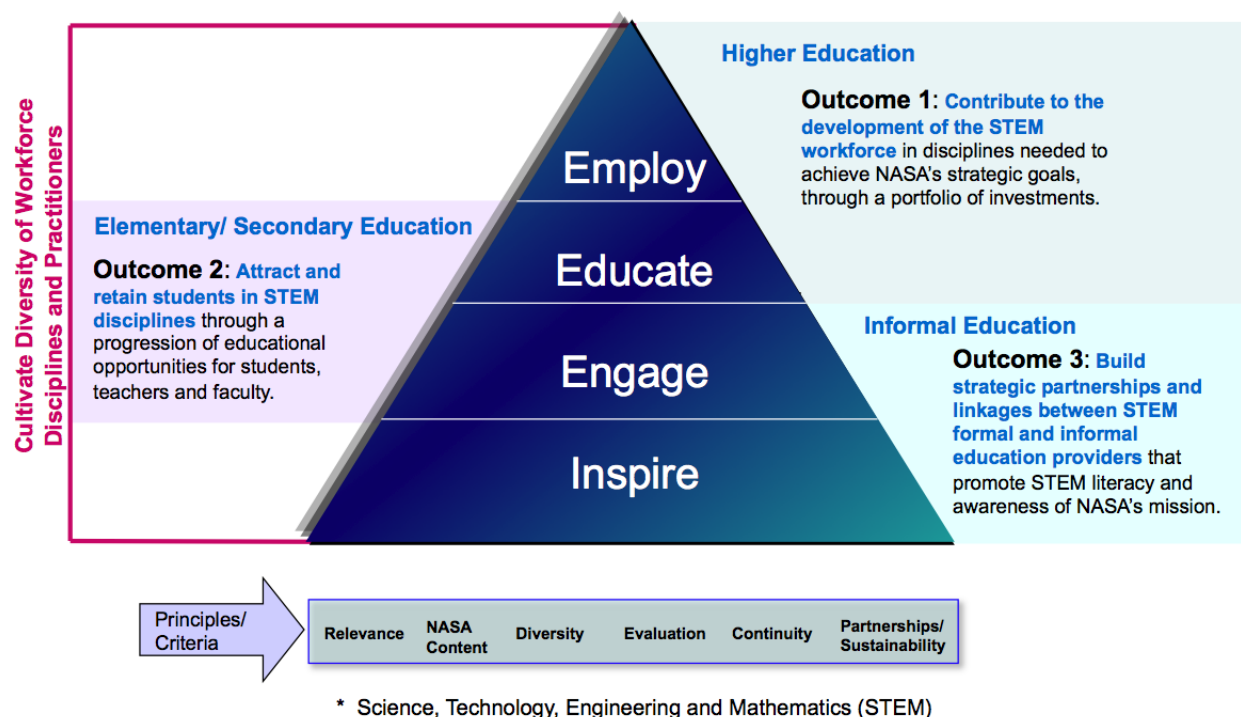 Cultivate Diversity of Workforce
Disciplines and Practitioners
Higher Education
Outcome 1: Contribute to the
development of the STEM
workforce in disciplines needed to
achieve NASA's strategic goals,
through a portfolio of investments.
Elementary/ Secondary Education
Outcome 2: Attract and
retain students in STEM
disciplines through a
progression of educational
opportunities for students,
teachers and faculty.
Employ
Educate
Engage
Inspire
Informal Education
Outcome 3: Build
strategic partnerships and
linkages between STEM
formal and informal
education providers that
promote STEM literacy and
awareness of NASA's mission.
Principles/
Criteria
Relevance
NASA
Content
Diversity
Evaluation
Continuity
Partnerships/
Sustainability
* Science, Technology, Engineering and Mathematics (STEM)